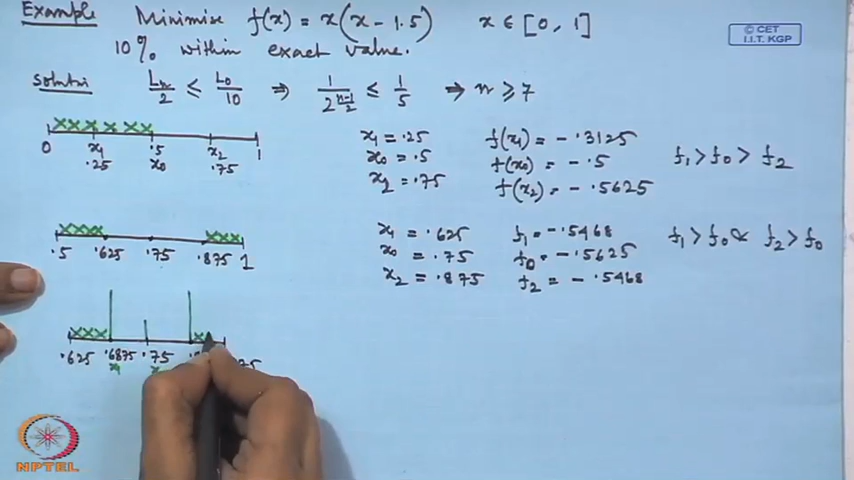 Example Minimise f(x) = x(x - 1.5) x ∈ [0, 1]
10% within exact value.
© CET
I.I.T. KGP
Solutin Ln/2 ≤ L0/10 ⇒ 1/2^((n-1)/2) ≤ 1/5 ⇒ n ≥ 7
0 x1 .5 x2 1
.25 x0 .75
x1 = .25 f(x1) = - .3125
x0 = .5 f(x0) = - .5 f1 > f0 > f2
x2 = .75 f(x2) = - .5625
.5 .625 .75 .875 1
x1 = .625 f1 = - .5468 f1 > f0 & f2 > f0
x0 = .75 f0 = - .5625
x2 = .875 f2 = - .5468
.625 .6875 .75
x1
NPTEL